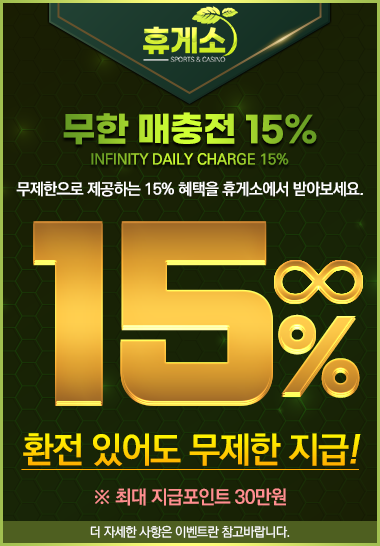 휴게소
SPORTS & CASINO
무한 매충전 15%
INFINITY DAILY CHARGE 15%
무제한으로 제공하는 15% 혜택을 휴게소에서 받아보세요.
15%
환전 있어도 무제한 지급!
※ 최대 지급포인트 30만원
더 자세한 사항은 이벤트란 참고바랍니다.